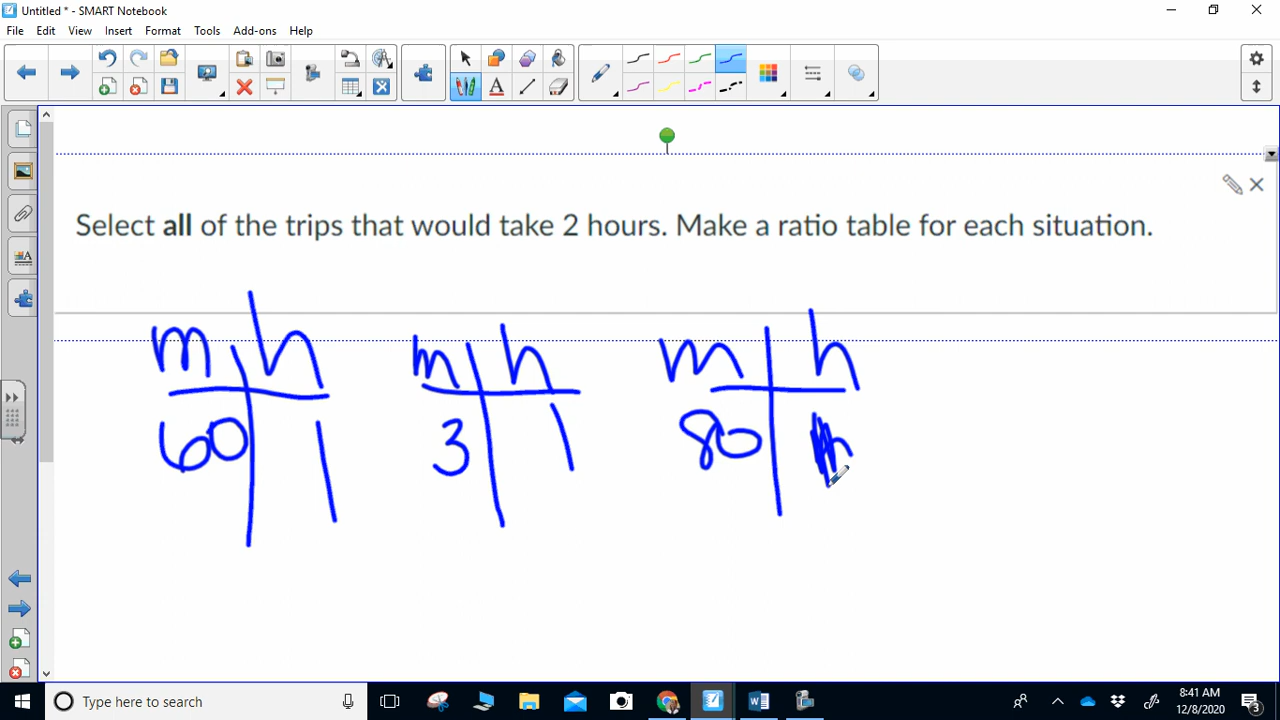 Untitled * - SMART Notebook
File Edit View Insert Format Tools Add-ons Help
Select all of the trips that would take 2 hours. Make a ratio table for each situation.
m h m h m h
60 1 3 1 80
Type here to search
8:41 AM
12/8/2020
3